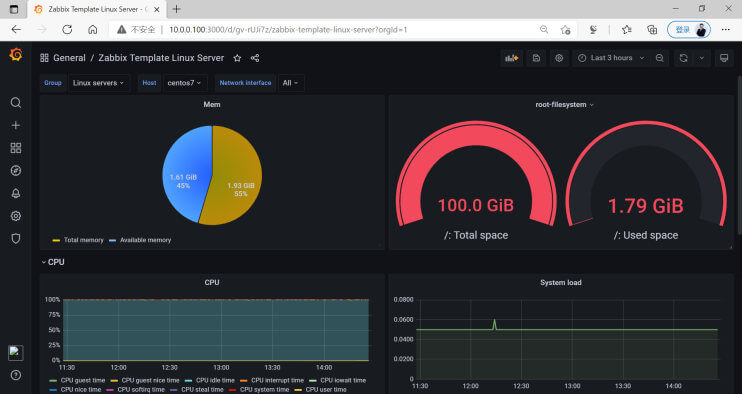 Zabbix Template Linux Server - G
不安全 | 10.0.0.100:3000/d/gv-rUJi7z/zabbix-template-linux-server?orgId=1
登录
General / Zabbix Template Linux Server
Last 3 hours
Group Linux servers Host centos7 Network interface All
Mem
1.61 GiB
45%
1.93 GiB
55%
Total memory Available memory
root-filesystem
100.0 GiB
/: Total space
1.79 GiB
/: Used space
CPU
CPU
100%
75%
50%
25%
0%
11:30 12:00 12:30 13:00 13:30 14:00
CPU guest time CPU guest nice time CPU idle time CPU interrupt time CPU iowait time
CPU nice time CPU softirq time CPU steal time CPU system time CPU user time
System load
0.0800
0.0600
0.0400
0.0200
0
11:30 12:00 12:30 13:00 13:30 14:00